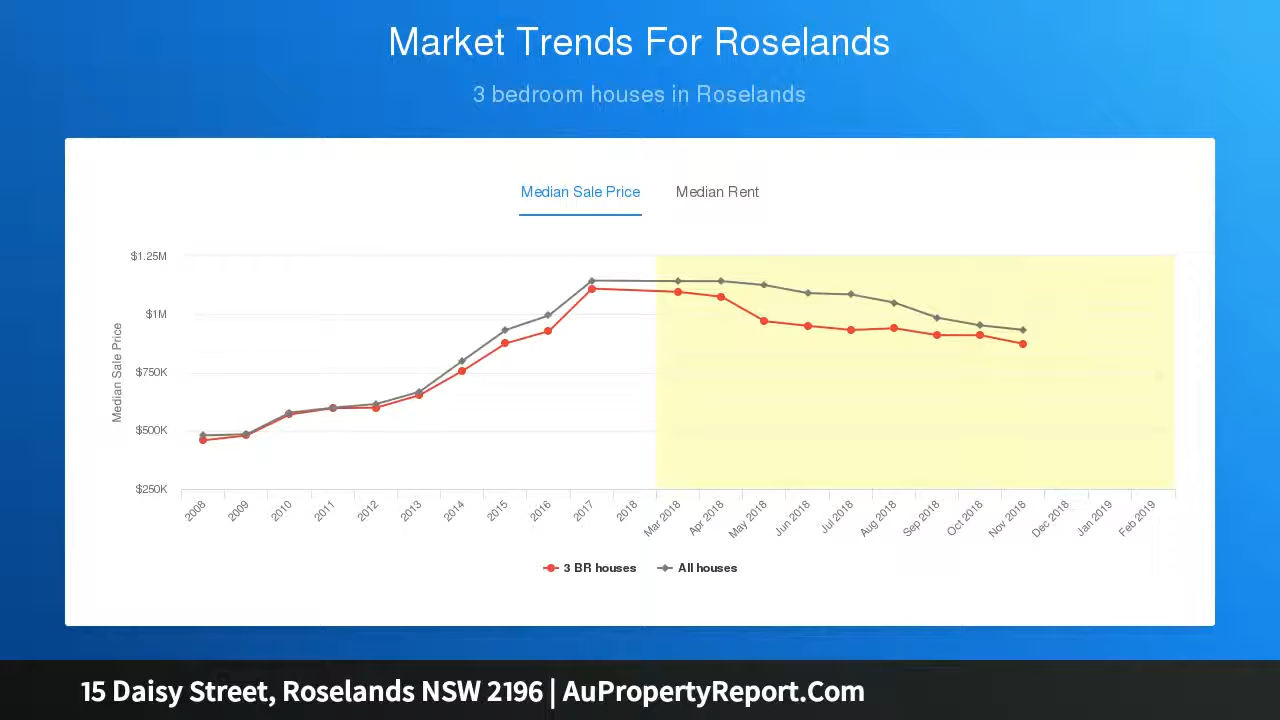 Market Trends For Roselands
3 bedroom houses in Roselands
Median Sale Price Median Rent
Median Sale Price
$1.25M
$1M
$750K
$500K
$250K
2008 2009 2010 2011 2012 2013 2014 2015 2016 2017 2018 Mar 2018 Apr 2018 May 2018 Jun 2018 Jul 2018 Aug 2018 Sep 2018 Oct 2018 Nov 2018 Dec 2018 Jan 2019 Feb 2019
3 BR houses All houses
15 Daisy Street, Roselands NSW 2196 | AuPropertyReport.Com